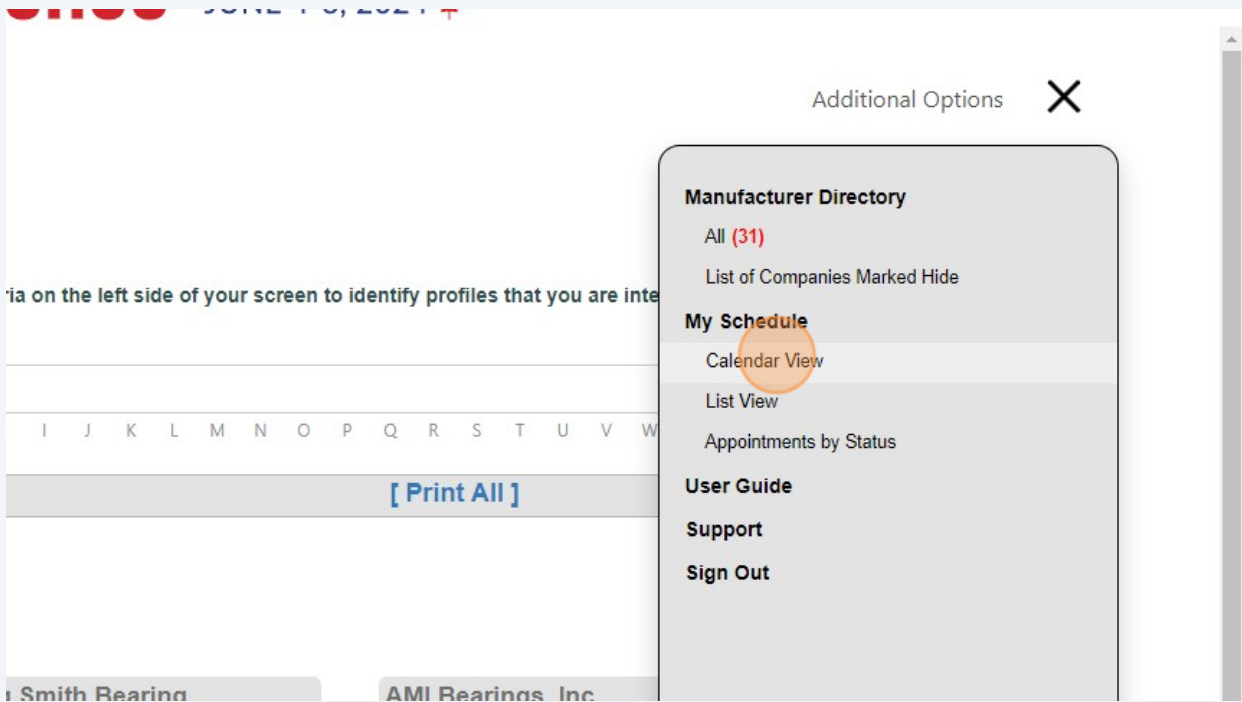 Additional Options
Manufacturer Directory
All (31)
List of Companies Marked Hide
ria on the left side of your screen to identify profiles that you are inte
My Schedule
Calendar View
List View
I J K L M N O P Q R S T U V W
Appointments by Status
[ Print All ]
User Guide
Support
Sign Out
Smith Bearing
AMI Bearings, Inc